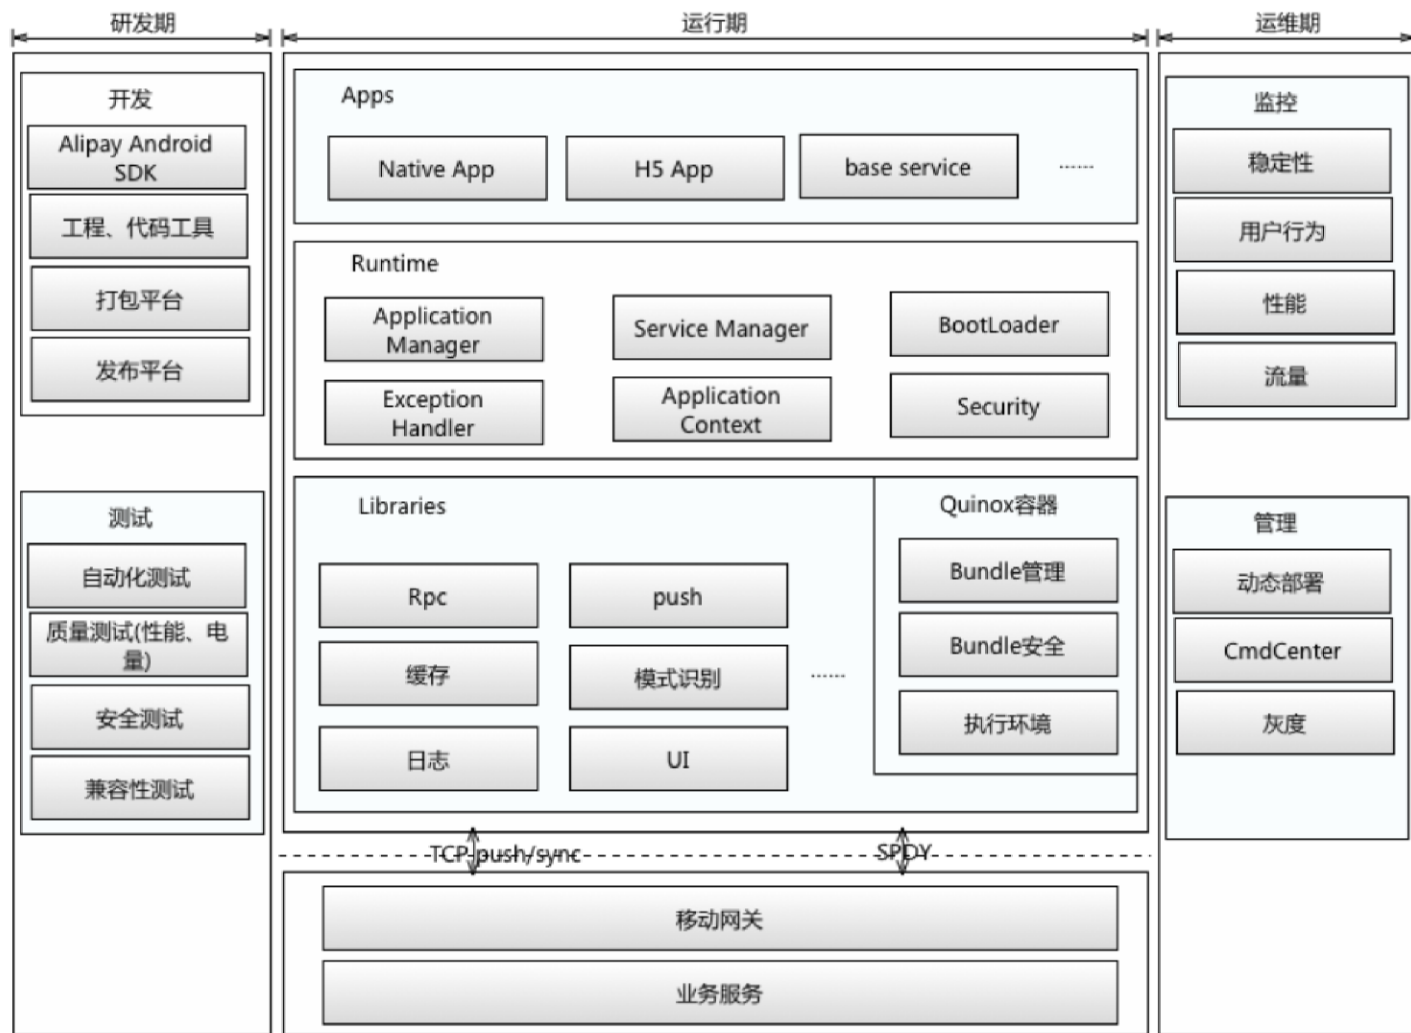 研发期
运行期
运维期
开发
Alipay Android
SDK
工程、代码工具
打包平台
发布平台
测试
自动化测试
质量测试(性能、电
量)
安全测试
兼容性测试
Apps
Native App
H5 App
base service
......
Runtime
Application
Manager
Service Manager
BootLoader
Exception
Handler
Application
Context
Security
Libraries
Rpc
push
缓存
模式识别
......
日志
UI
Quinox容器
Bundle管理
Bundle安全
执行环境
TCP push/sync
SPDY
移动网关
业务服务
监控
稳定性
用户行为
性能
流量
管理
动态部署
CmdCenter
灰度